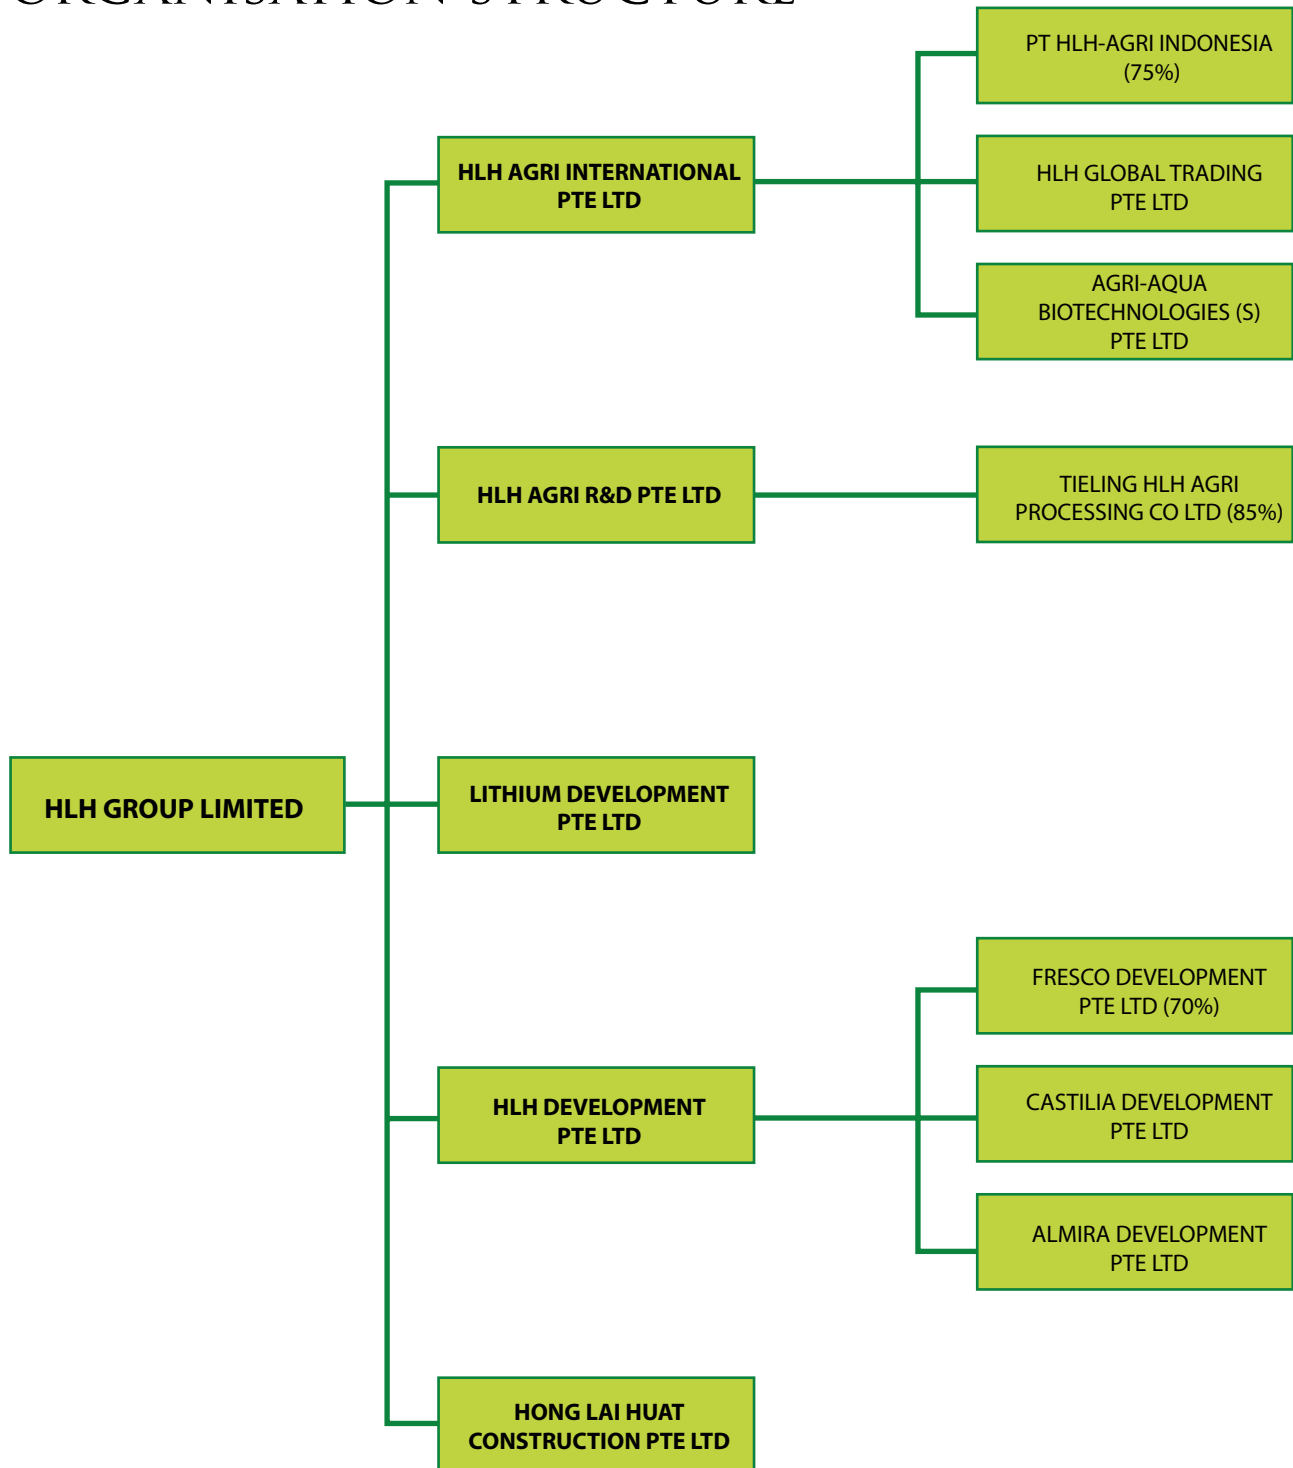 ORGANISATION STRUCTURE
PT HLH-AGRI INDONESIA
(75%)
HLH AGRI INTERNATIONAL
PTE LTD
HLH GLOBAL TRADING
PTE LTD
AGRI-AQUA
BIOTECHNOLOGIES (S)
PTE LTD
HLH AGRI R&D PTE LTD
TIELING HLH AGRI
PROCESSING CO LTD (85%)
HLH GROUP LIMITED
LITHIUM DEVELOPMENT
PTE LTD
FRESCO DEVELOPMENT
PTE LTD (70%)
HLH DEVELOPMENT
PTE LTD
CASTILIA DEVELOPMENT
PTE LTD
ALMIRA DEVELOPMENT
PTE LTD
HONG LAI HUAT
CONSTRUCTION PTE LTD